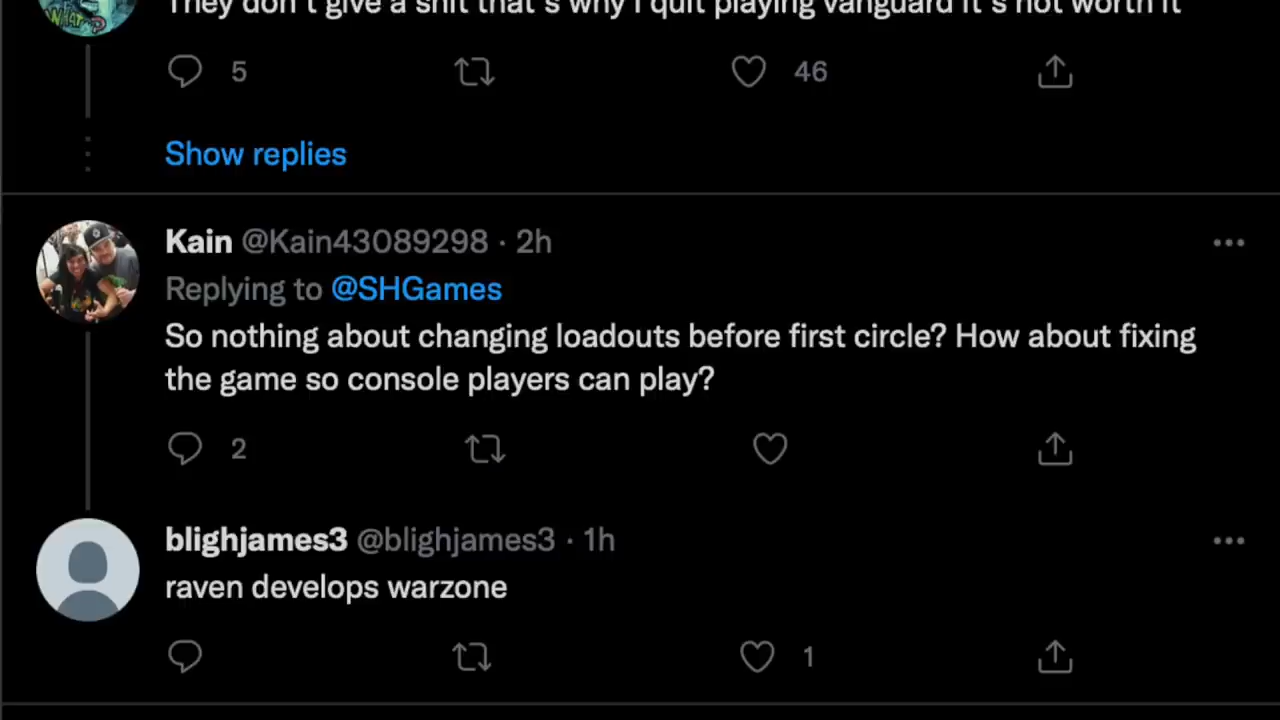 They don't give a shit that's why I quit playing vanguard it's not worth it
5
46
Show replies
Kain @Kain43089298 · 2h
Replying to @SHGames
So nothing about changing loadouts before first circle? How about fixing
the game so console players can play?
2
blighjames3 @blighjames3 · 1h
raven develops warzone
1